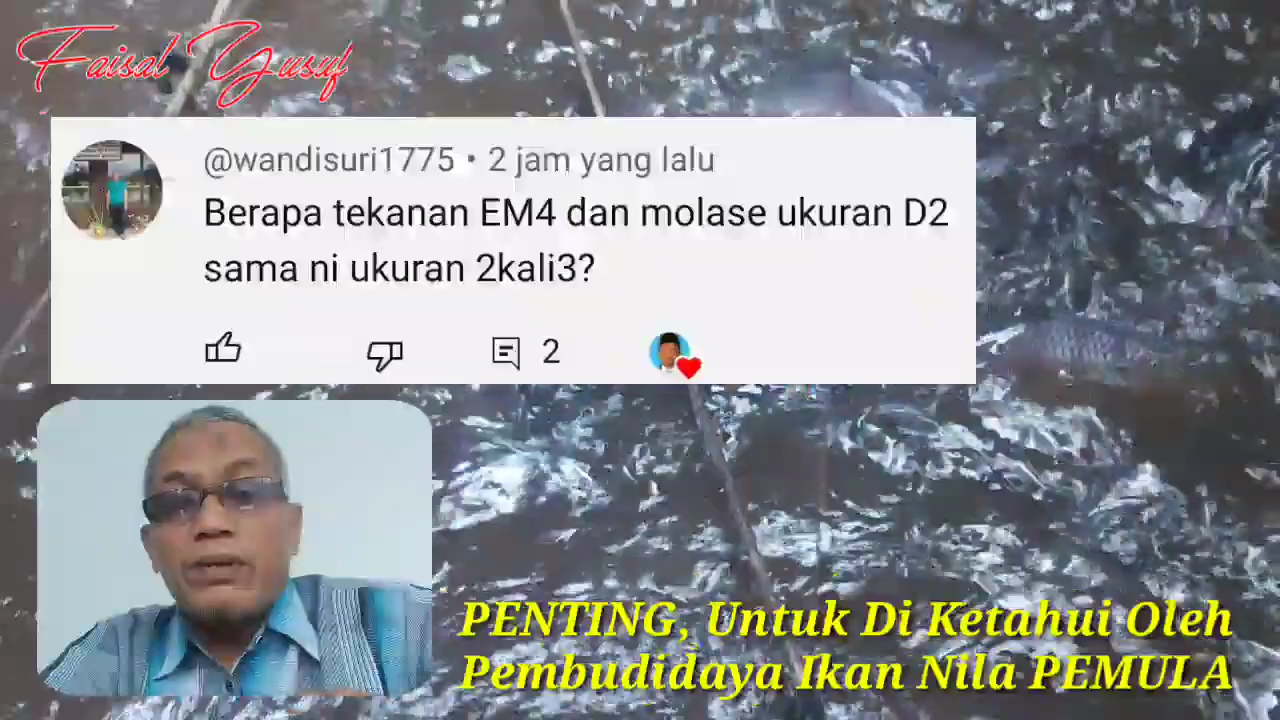 Faisal Yusuf
@wandisuri1775 • 2 jam yang lalu
Berapa tekanan EM4 dan molase ukuran D2
sama ni ukuran 2kali3?
2
PENTING, Untuk Di Ketahui Oleh
Pembudidaya Ikan Nila PEMULA